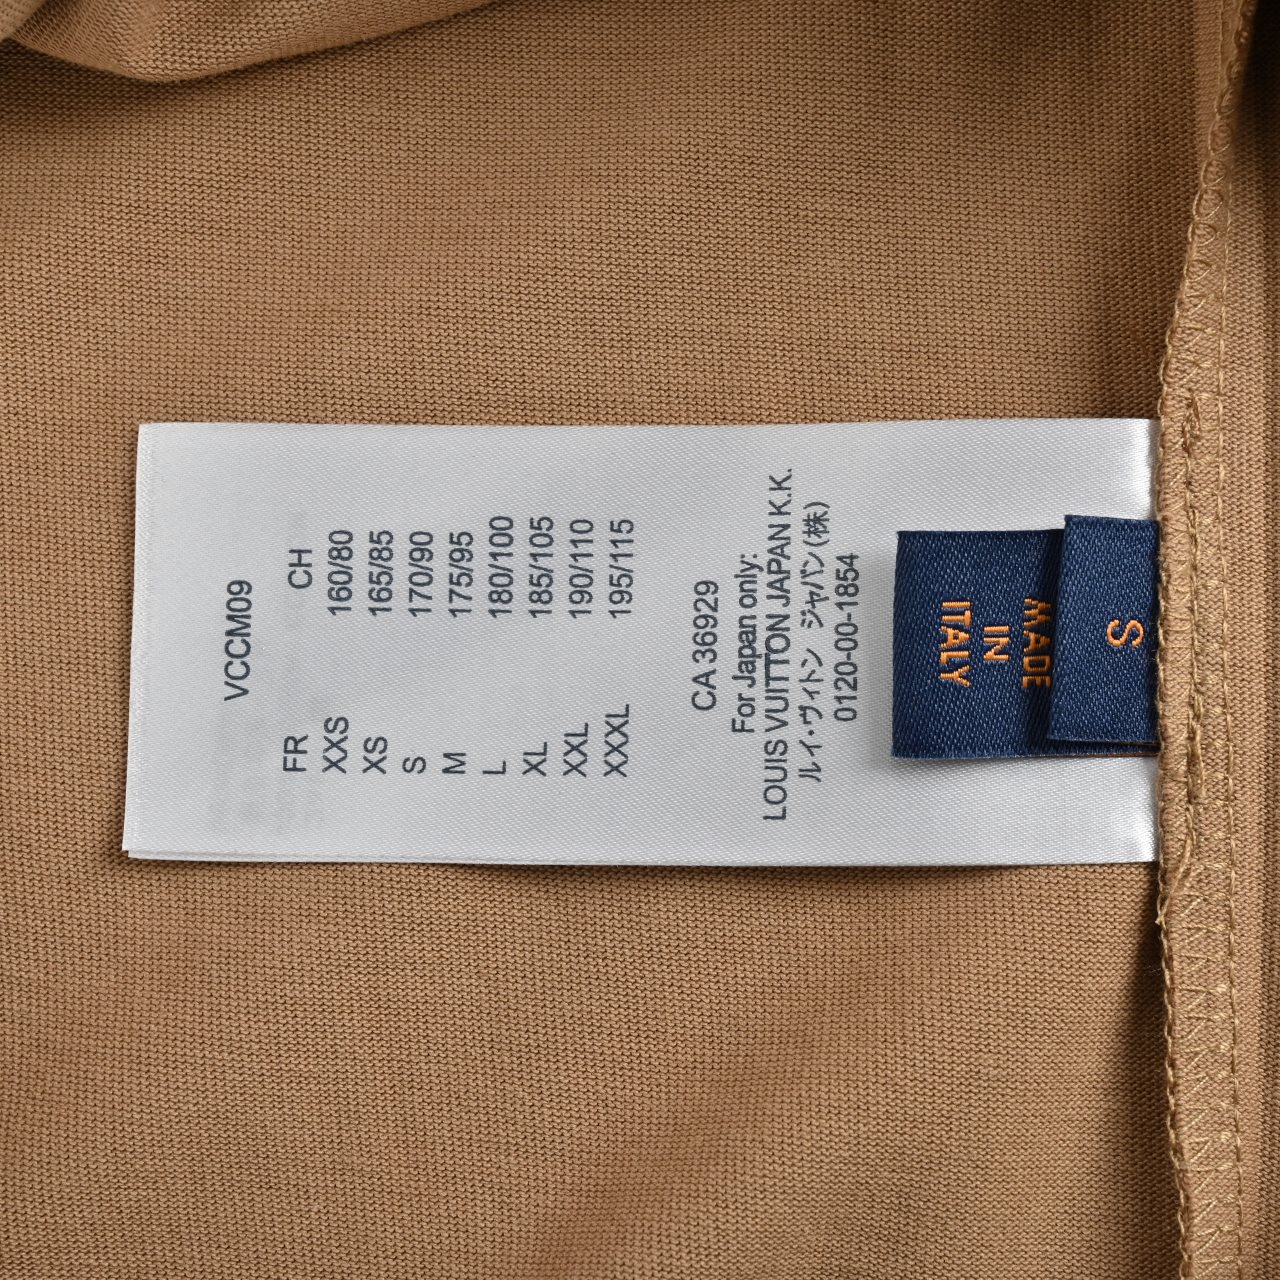 VCCM09
FR CH
XXS 160/80
XS 165/85
S 170/90
M 175/95
L 180/100
XL 185/105
XXL 190/110
XXXL 195/115
CA 36929
For Japan only:
LOUIS VUITTON JAPAN K.K.
ルイ・ヴィトン ジャパン(株)
0120-00-1854
S
MADE
IN
ITALY